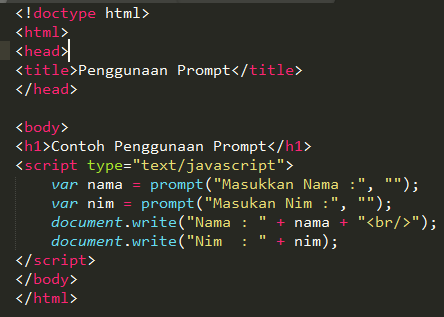 <!doctype html>
<html>
<head>
<title>Penggunaan Prompt</title>
</head>

<body>
<h1>Contoh Penggunaan Prompt</h1>
<script type="text/javascript">
    var nama = prompt("Masukkan Nama :", "");
    var nim = prompt("Masukan Nim :", "");
    document.write("Nama : " + nama + "<br/>");
    document.write("Nim  : " + nim);
</script>
</body>
</html>